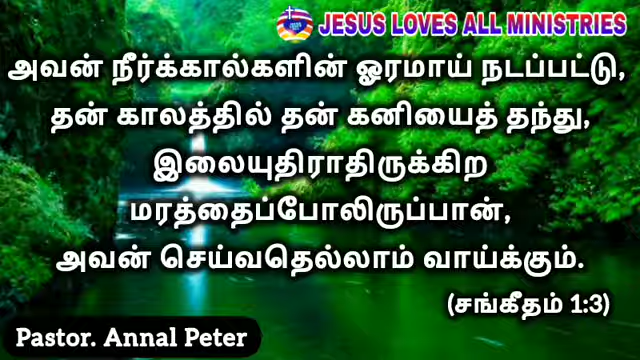 JESUS LOVES ALL MINISTRIES
அவன் நீர்க்கால்களின் ஓரமாய் நடப்பட்டு,
தன் காலத்தில் தன் கனியைத் தந்து,
இலையுதிராதிருக்கிற
மரத்தைப்போலிருப்பான்,
அவன் செய்வதெல்லாம் வாய்க்கும்.
(சங்கீதம் 1:3)
Pastor. Annal Peter